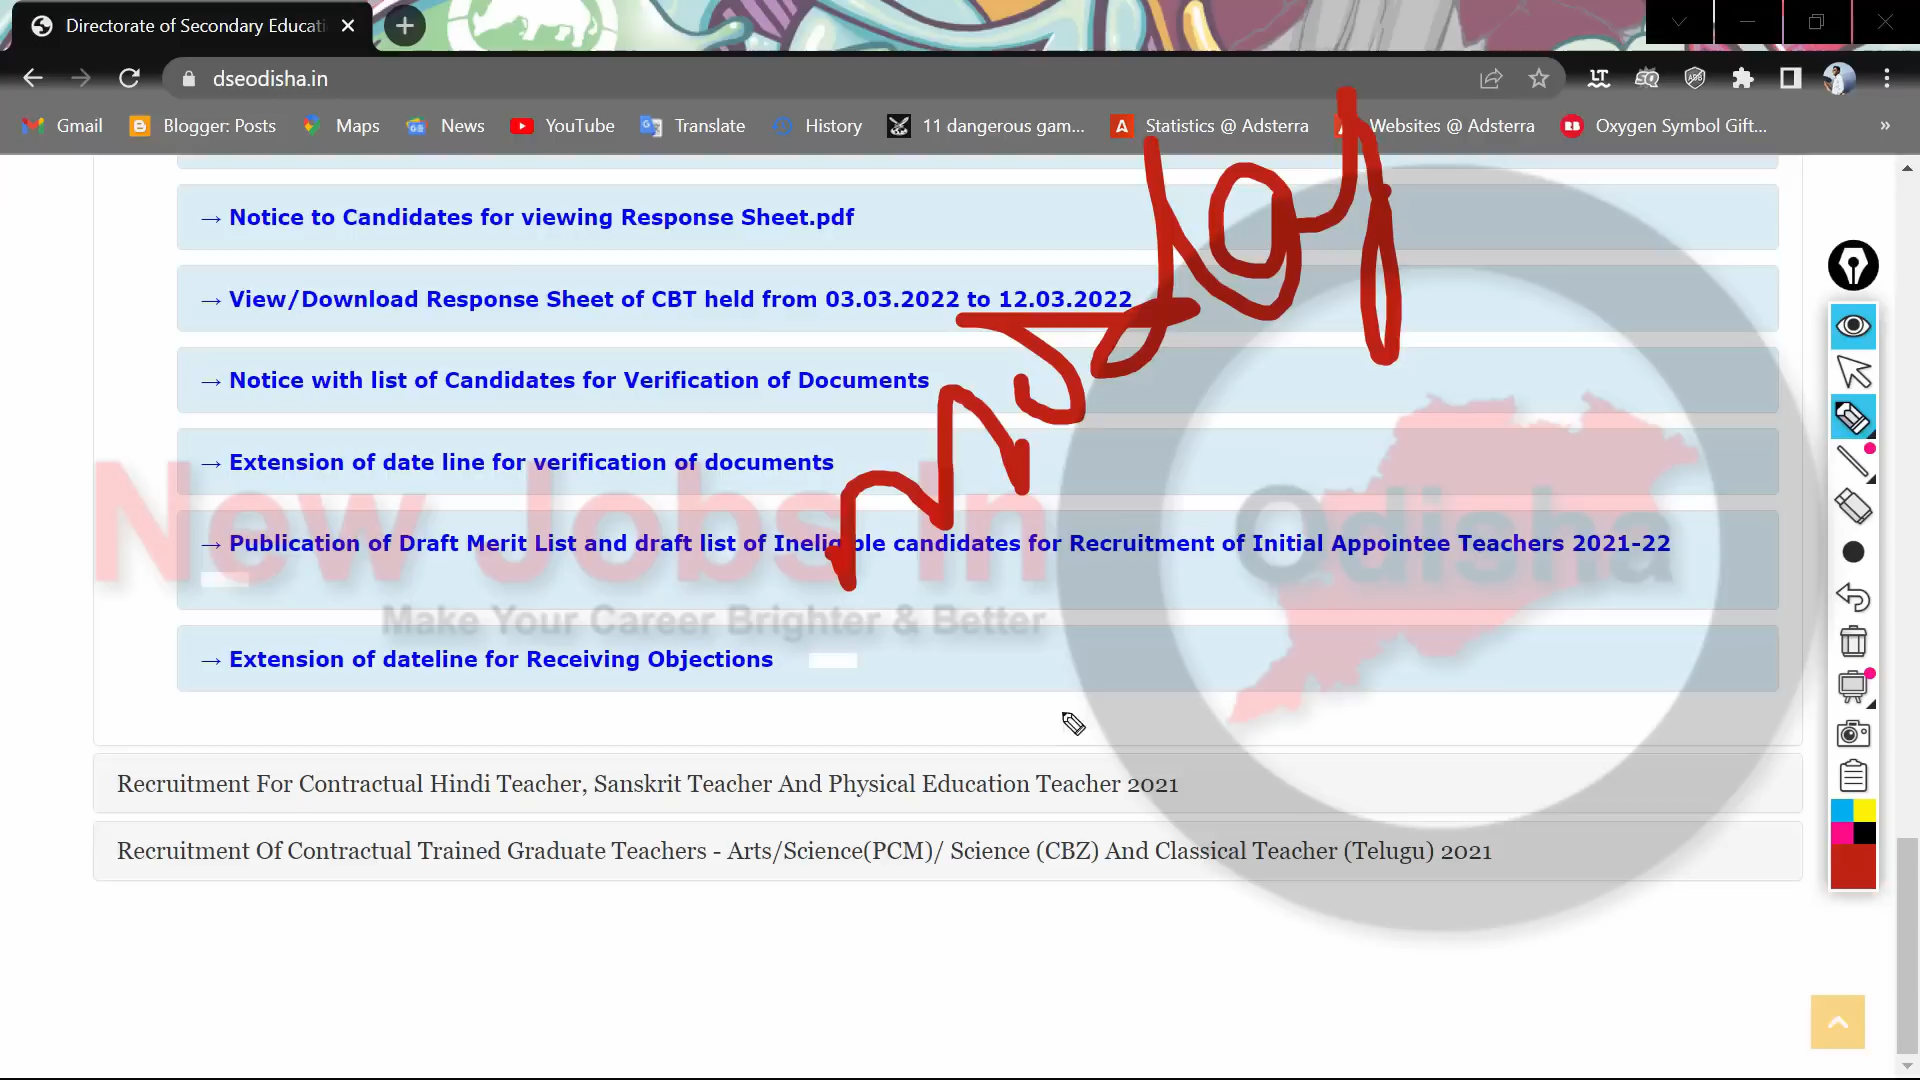 Directorate of Secondary Educati
dseodisha.in
Gmail
Blogger: Posts
Maps
News
YouTube
Translate
History
11 dangerous gam...
Statistics @ Adsterra
Websites @ Adsterra
Oxygen Symbol Gift...
»
→ Notice to Candidates for viewing Response Sheet.pdf
→ View/Download Response Sheet of CBT held from 03.03.2022 to 12.03.2022
→ Notice with list of Candidates for Verification of Documents
→ Extension of date line for verification of documents
New Jobs In Odisha
→ Publication of Draft Merit List and draft list of Ineligible candidates for Recruitment of Initial Appointee Teachers 2021-22
Make Your Career Brighter & Better
→ Extension of dateline for Receiving Objections
Recruitment For Contractual Hindi Teacher, Sanskrit Teacher And Physical Education Teacher 2021
Recruitment Of Contractual Trained Graduate Teachers - Arts/Science(PCM)/ Science (CBZ) And Classical Teacher (Telugu) 2021